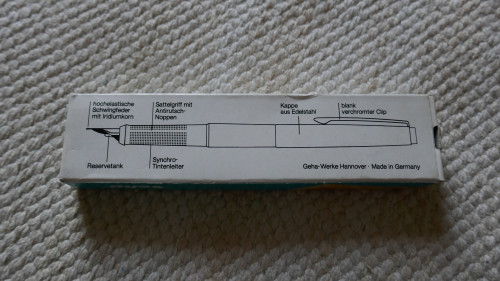 hochelastische
Schwingfeder
mit Iridiumkorn
Sattelgriff mit
Antirutsch-
Noppen
Kappe
aus Edelstahl
blank
verchromter Clip
Reservetank
Synchro-
Tintenleiter
Geha-Werke Hannover · Made in Germany